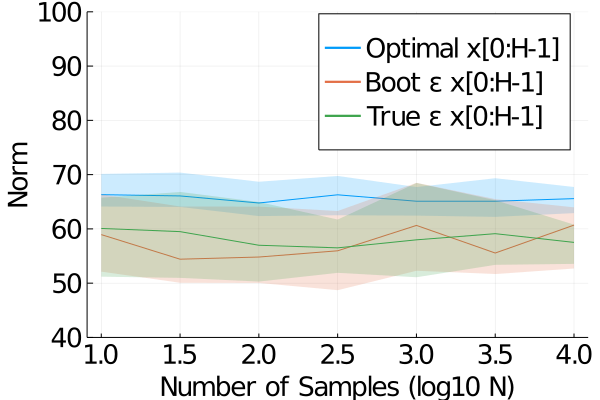 100
90
80
70
60
50
40
Norm
Optimal x[0:H-1]
Boot ε x[0:H-1]
True ε x[0:H-1]
1.0 1.5 2.0 2.5 3.0 3.5 4.0
Number of Samples (log10 N)